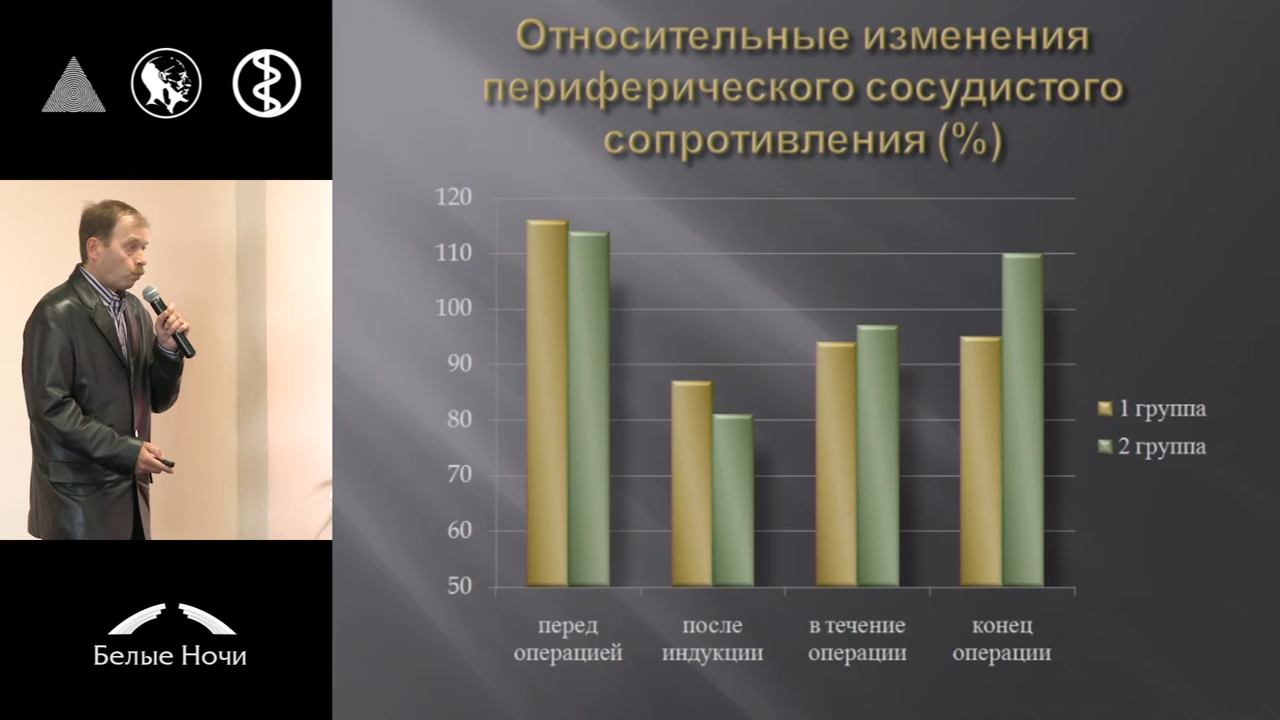 Относительные изменения
периферического сосудистого
сопротивления (%)
120
110
100
90
80
70
60
50
перед
операцией
после
индукции
в течение
операции
конец
операции
1 группа
2 группа
Белые Ночи